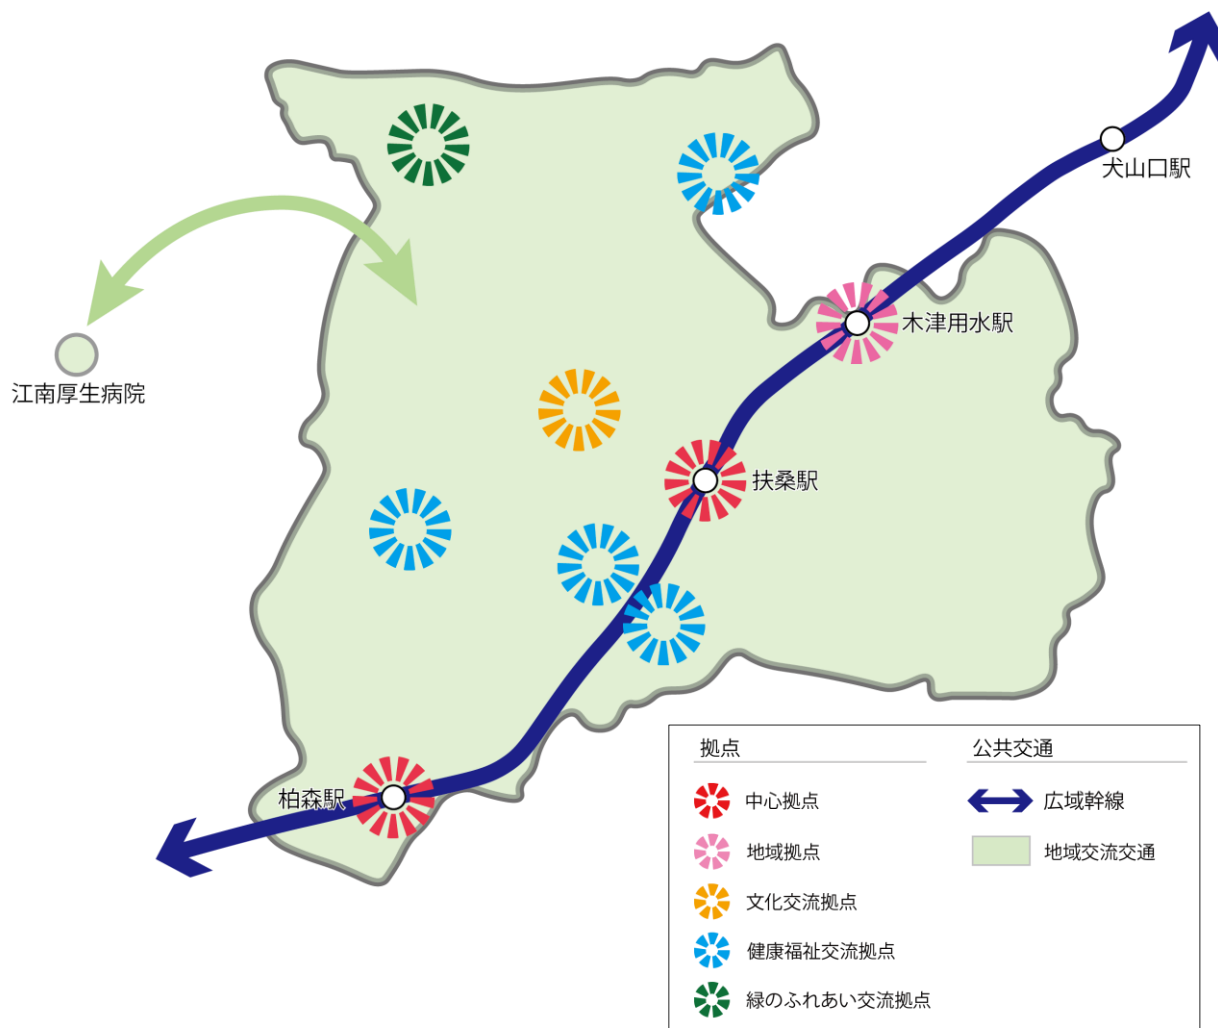 犬山口駅
木津用水駅
江南厚生病院
扶桑駅
柏森駅
拠点
中心拠点
地域拠点
文化交流拠点
健康福祉交流拠点
緑のふれあい交流拠点
公共交通
広域幹線
地域交流交通